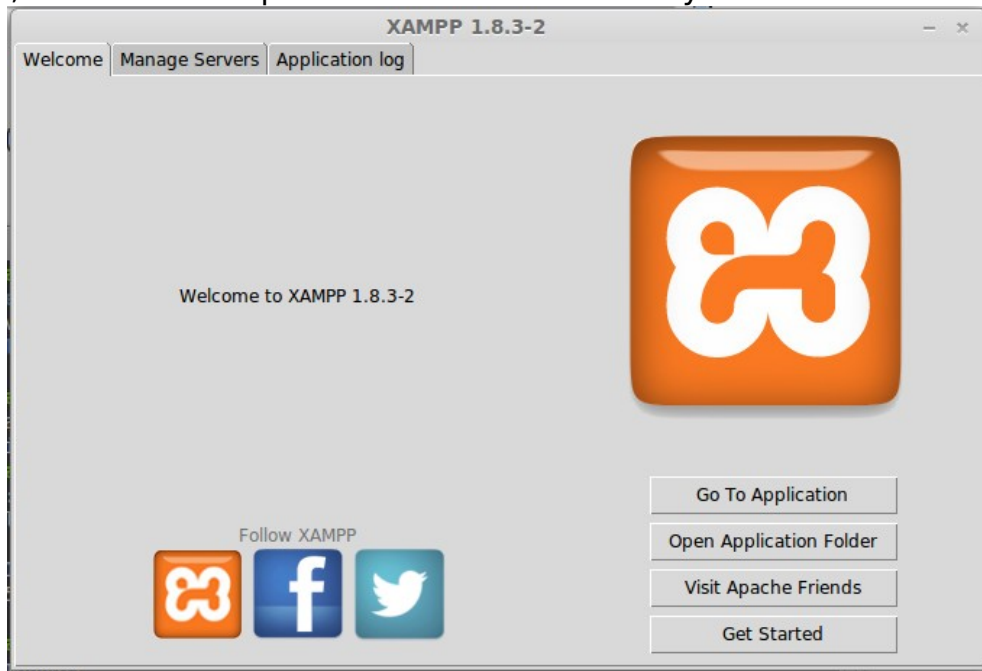 XAMPP 1.8.3-2
Welcome Manage Servers Application log
Welcome to XAMPP 1.8.3-2
Go To Application
Follow XAMPP
Open Application Folder
Visit Apache Friends
Get Started